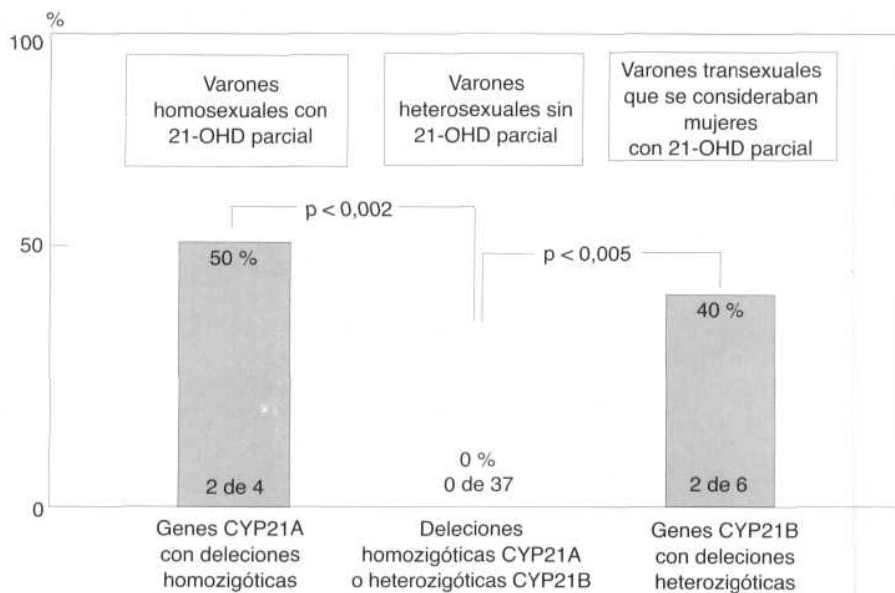 %
100
Varones
homosexuales con
21-OHD parcial
Varones
heterosexuales sin
21-OHD parcial
Varones transexuales
que se consideraban
mujeres
con 21-OHD parcial
p < 0,002
50
50 %
p < 0,005
40 %
0 %
2 de 4
0 de 37
2 de 6
0
Genes CYP21A
con deleciones
homozigóticas
Deleciones
homozigóticas CYP21A
o heterozigóticas CYP21B
Genes CYP21B
con deleciones
heterozigóticas